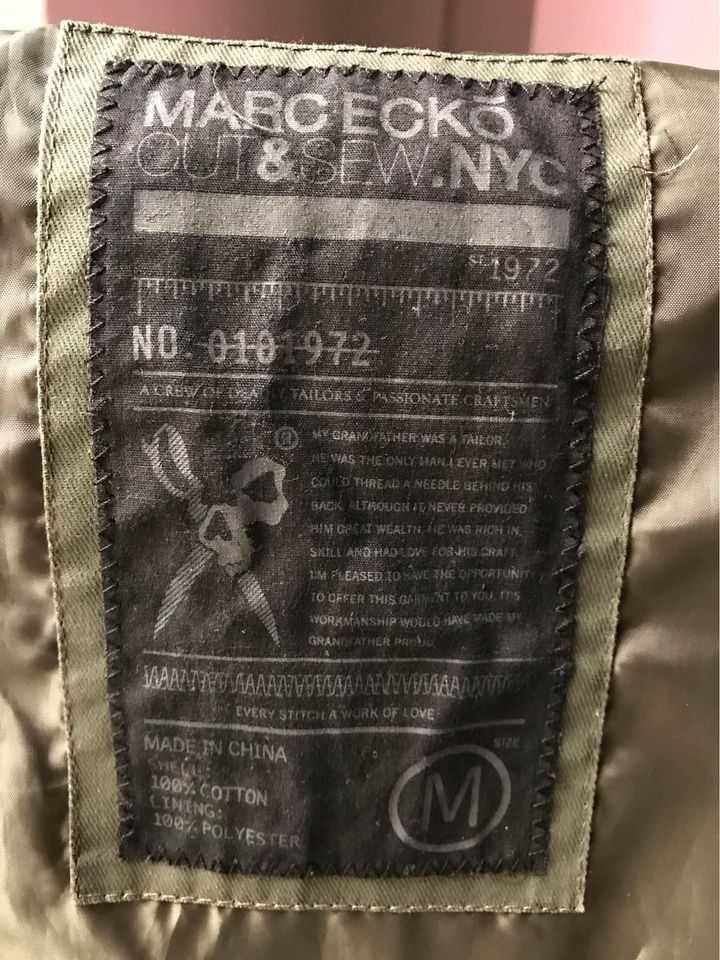 MARC ECKŌ
CUT&SEW.NYC
1972
NO. 0101972
A CREW OF DEADLY TAILORS & PASSIONATE CRAFTSMEN
®
MY GRANDFATHER WAS A TAILOR.
HE WAS THE ONLY MAN I EVER MET WHO
COULD THREAD A NEEDLE BEHIND HIS
BACK. ALTHOUGH IT NEVER PROVIDED
HIM GREAT WEALTH, HE WAS RICH IN
SKILL AND HAD LOVE FOR HIS CRAFT.
I'M PLEASED TO HAVE THE OPPORTUNITY
TO OFFER THIS GARMENT TO YOU. IT'S
WORKMANSHIP WOULD HAVE MADE MY
GRANDFATHER PROUD.
EVERY STITCH A WORK OF LOVE
MADE IN CHINA
SHELL:
100% COTTON
LINING:
100% POLYESTER
SIZE
M